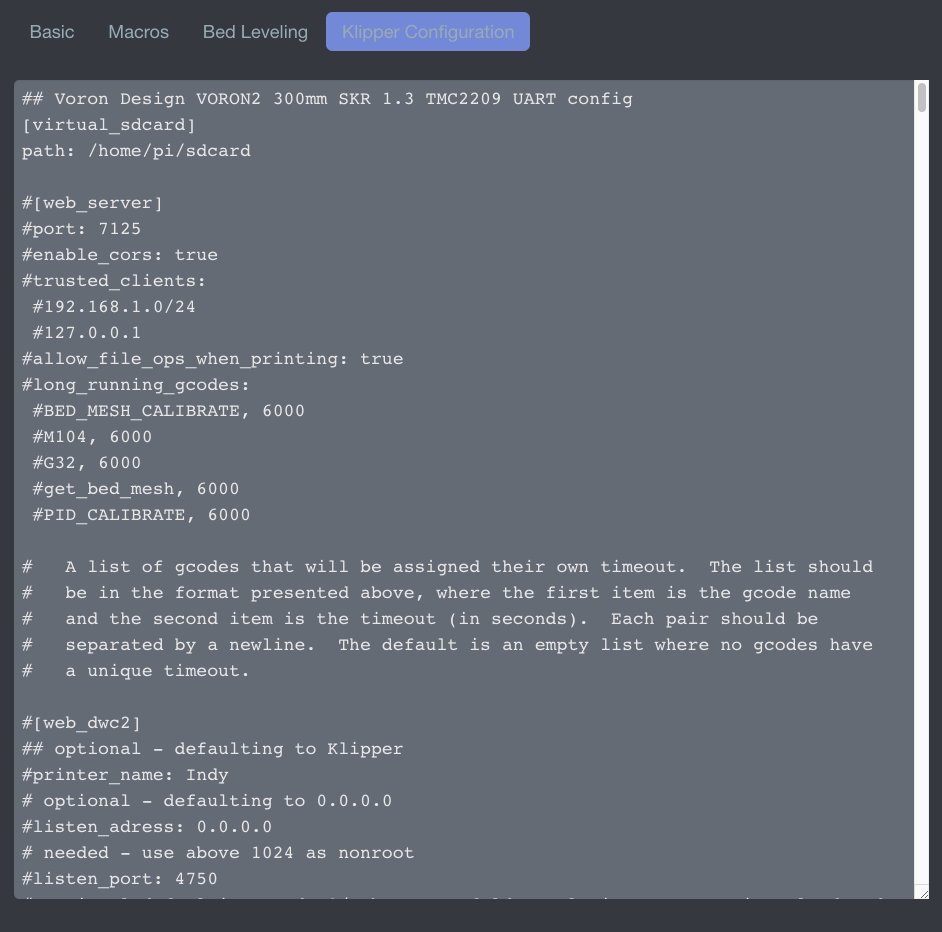 Basic Macros Bed Leveling Klipper Configuration
## Voron Design VORON2 300mm SKR 1.3 TMC2209 UART config
[virtual_sdcard]
path: /home/pi/sdcard
#[web_server]
#port: 7125
#enable_cors: true
#trusted_clients:
#192.168.1.0/24
#127.0.0.1
#allow_file_ops_when_printing: true
#long_running_gcodes:
#BED_MESH_CALIBRATE, 6000
#M104, 6000
#G32, 6000
#get_bed_mesh, 6000
#PID_CALIBRATE, 6000
#   A list of gcodes that will be assigned their own timeout.  The list should
#   be in the format presented above, where the first item is the gcode name
#   and the second item is the timeout (in seconds).  Each pair should be
#   separated by a newline.  The default is an empty list where no gcodes have
#   a unique timeout.
#[web_dwc2]
## optional - defaulting to Klipper
#printer_name: Indy
# optional - defaulting to 0.0.0.0
#listen_adress: 0.0.0.0
# needed - use above 1024 as nonroot
#listen_port: 4750